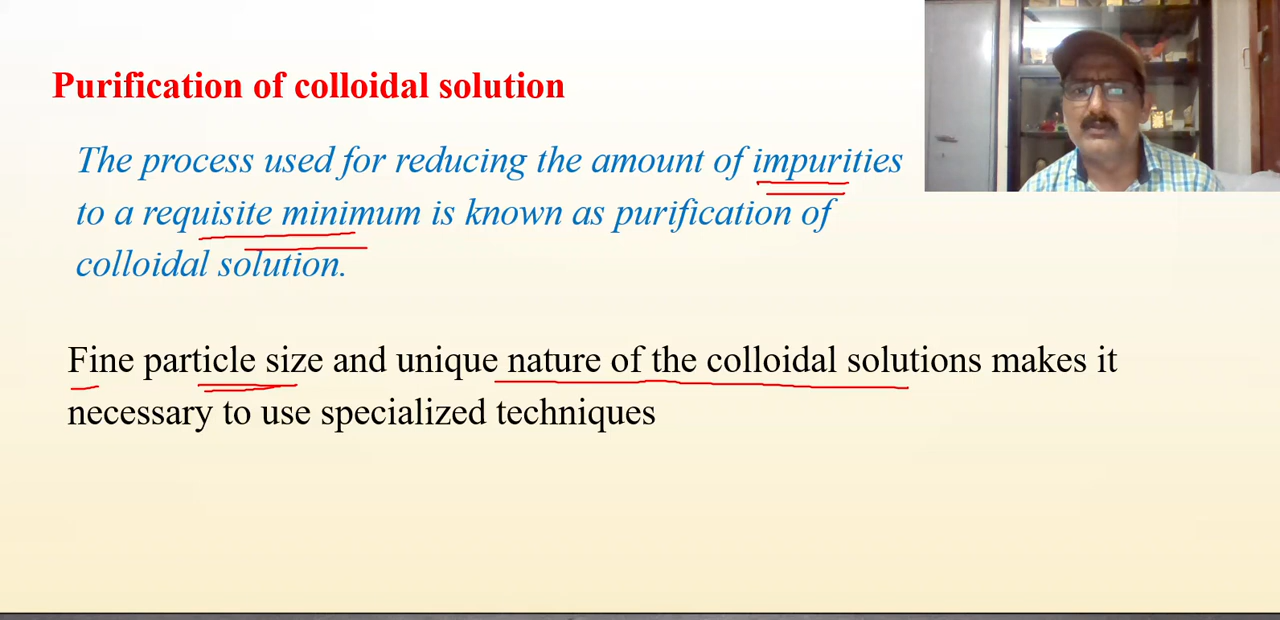 Purification of colloidal solution
The process used for reducing the amount of impurities
to a requisite minimum is known as purification of
colloidal solution.
Fine particle size and unique nature of the colloidal solutions makes it
necessary to use specialized techniques